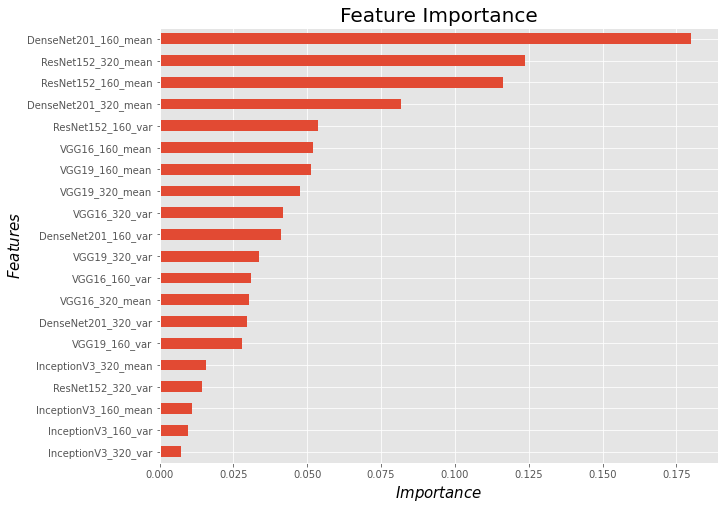 Feature Importance
DenseNet201_160_mean
ResNet152_320_mean
ResNet152_160_mean
DenseNet201_320_mean
ResNet152_160_var
VGG16_160_mean
VGG19_160_mean
VGG19_320_mean
VGG16_320_var
DenseNet201_160_var
VGG19_320_var
VGG16_160_var
VGG16_320_mean
DenseNet201_320_var
VGG19_160_var
InceptionV3_320_mean
ResNet152_320_var
InceptionV3_160_mean
InceptionV3_160_var
InceptionV3_320_var
Features
0.000 0.025 0.050 0.075 0.100 0.125 0.150 0.175
Importance